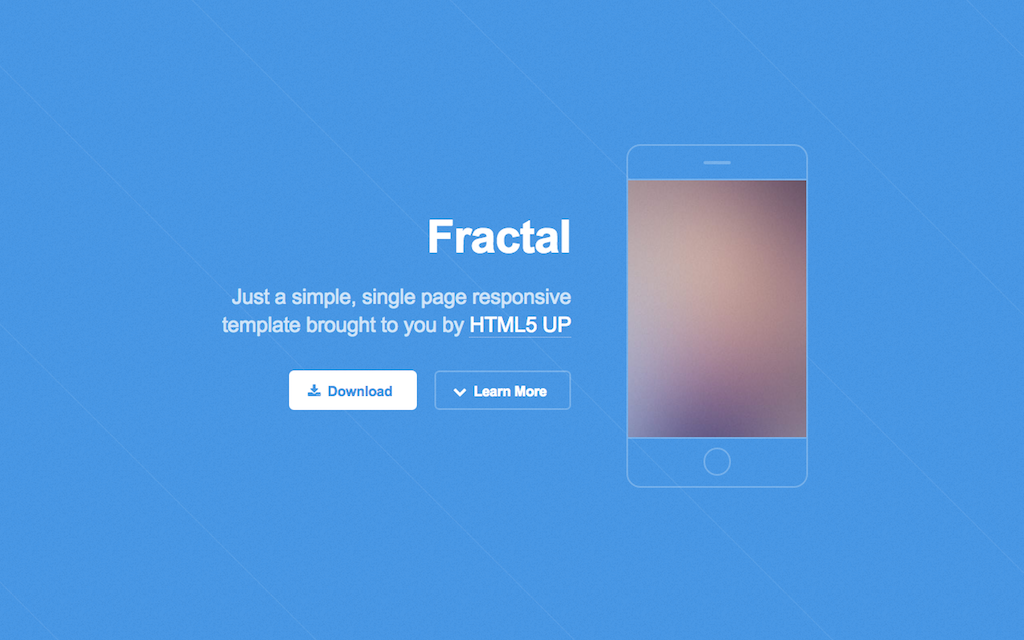 Fractal
Just a simple, single page responsive
template brought to you by HTML5 UP
Download
Learn More